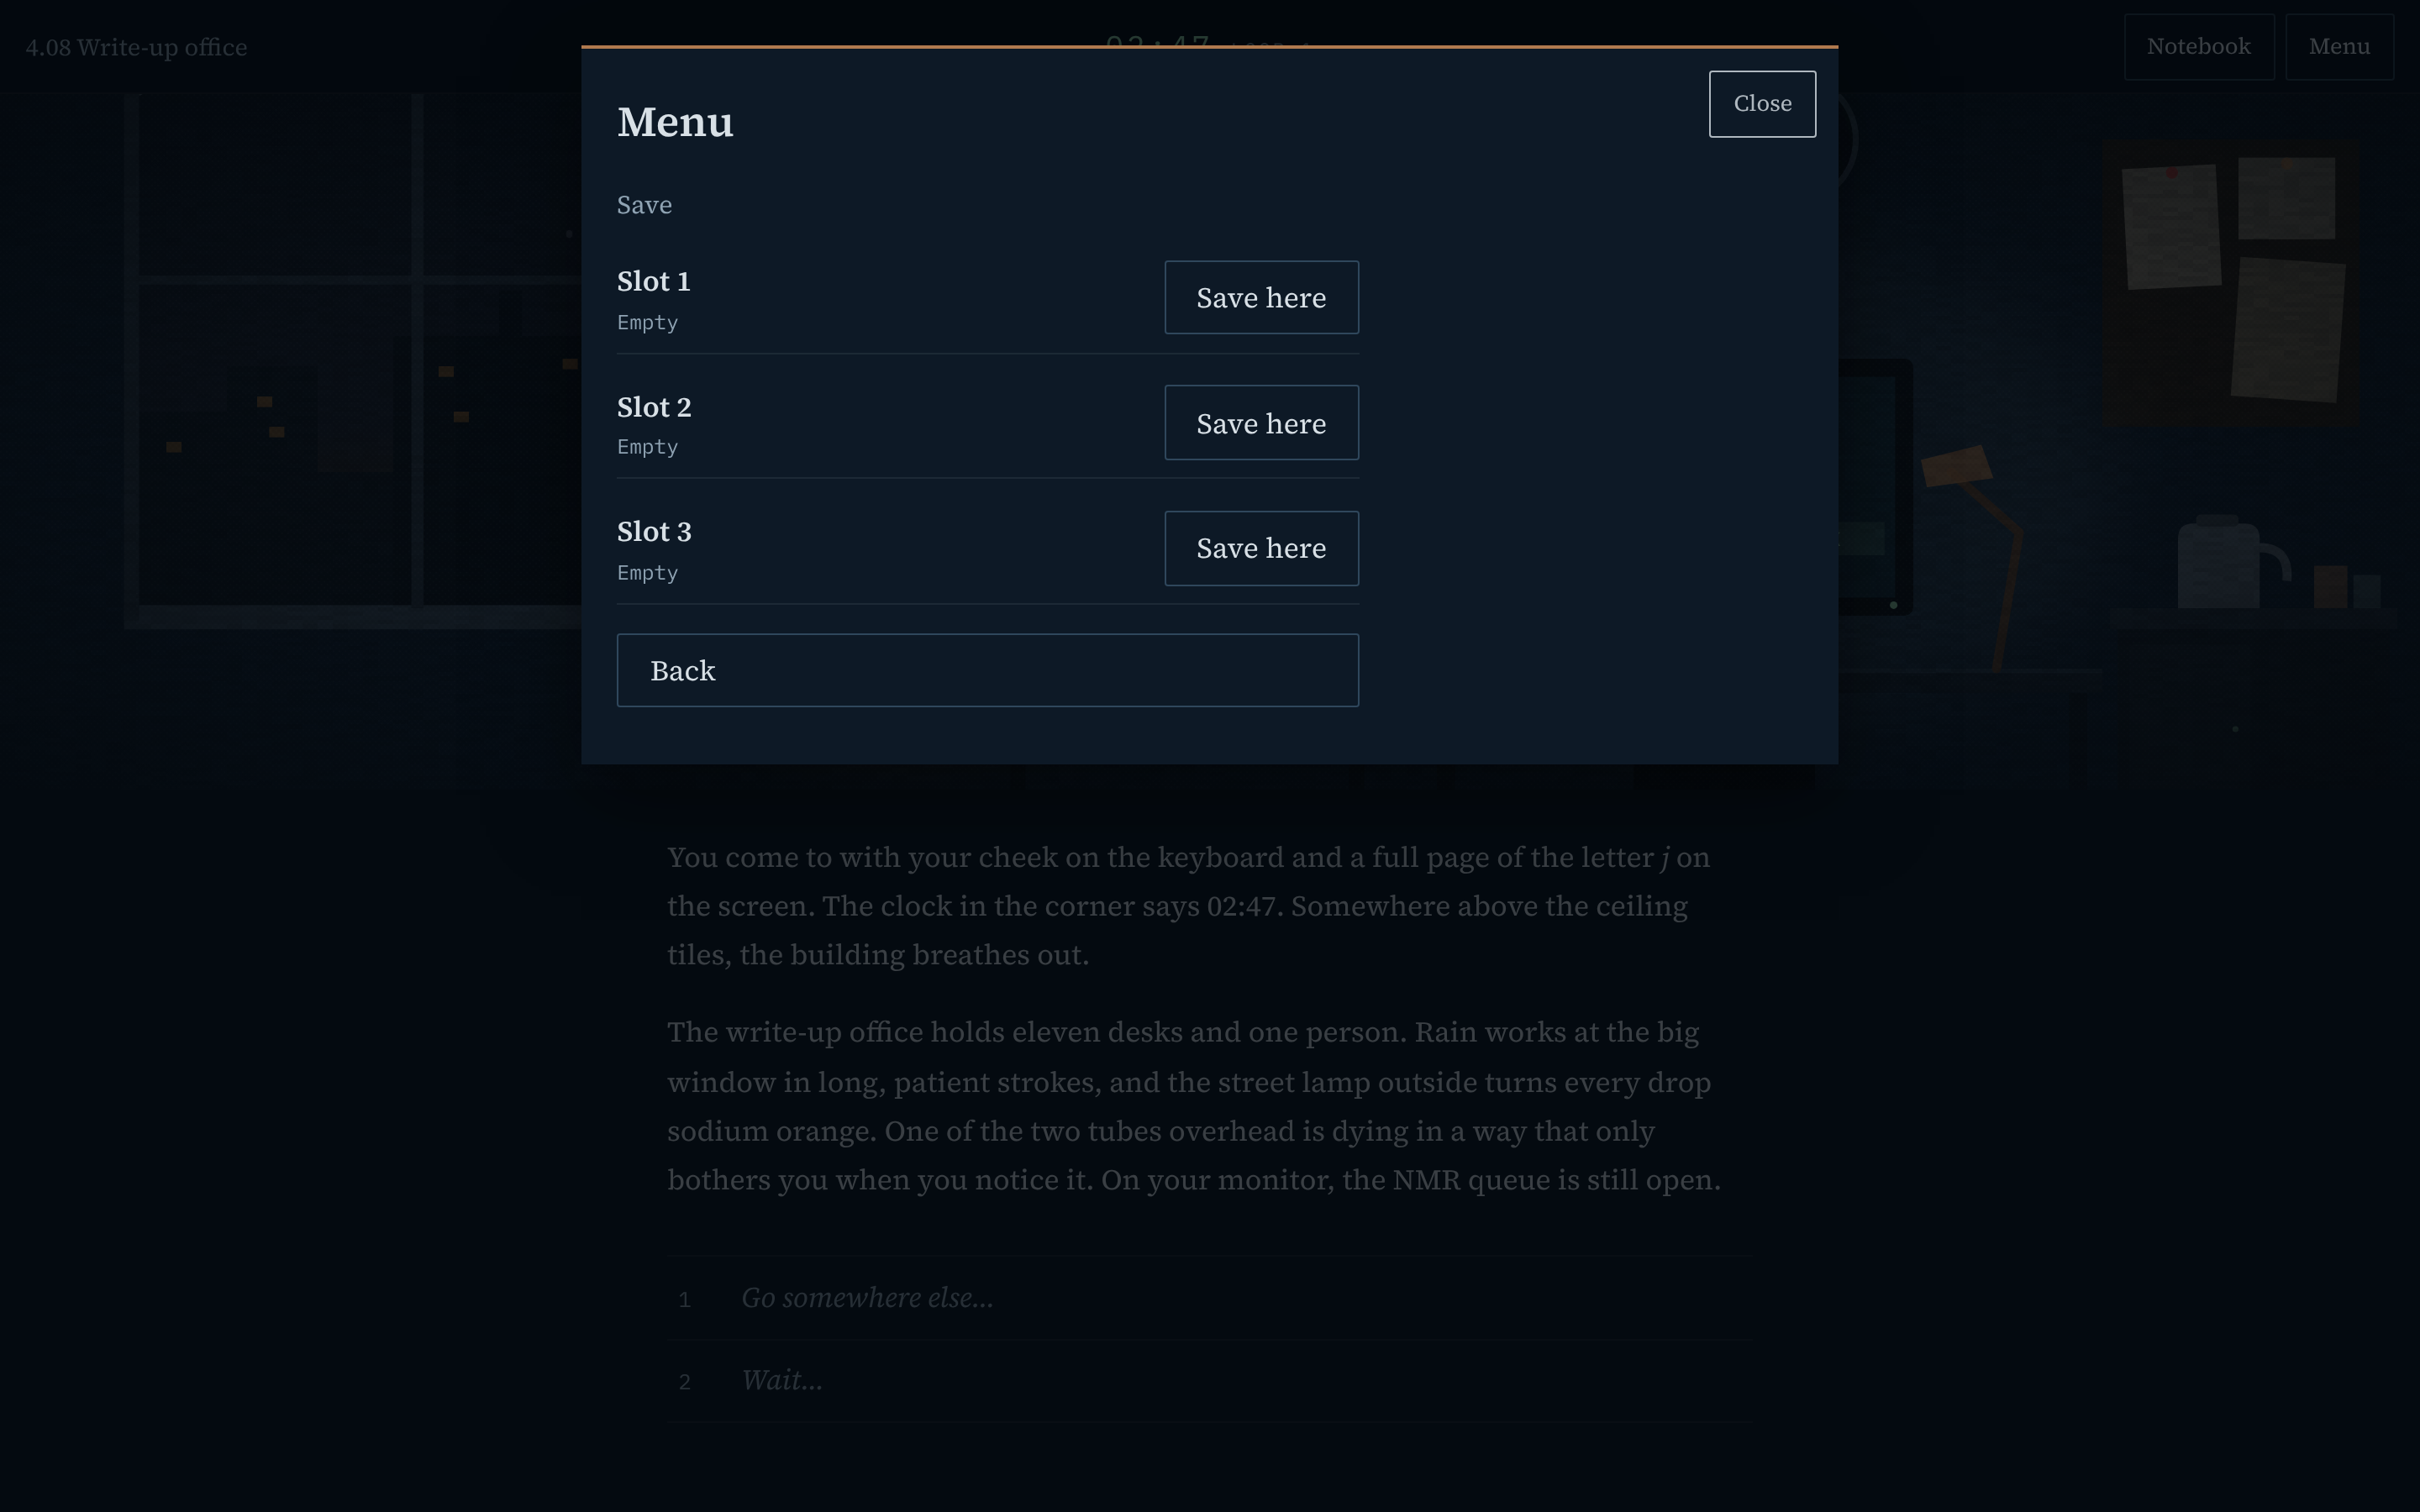 4.08 Write-up office
02:47
Notebook
Menu
Menu
Close
Save
Slot 1
Empty
Save here
Slot 2
Empty
Save here
Slot 3
Empty
Save here
Back
You come to with your cheek on the keyboard and a full page of the letter j on
the screen. The clock in the corner says 02:47. Somewhere above the ceiling
tiles, the building breathes out.
The write-up office holds eleven desks and one person. Rain works at the big
window in long, patient strokes, and the street lamp outside turns every drop
sodium orange. One of the two tubes overhead is dying in a way that only
bothers you when you notice it. On your monitor, the NMR queue is still open.
1 Go somewhere else...
2 Wait...